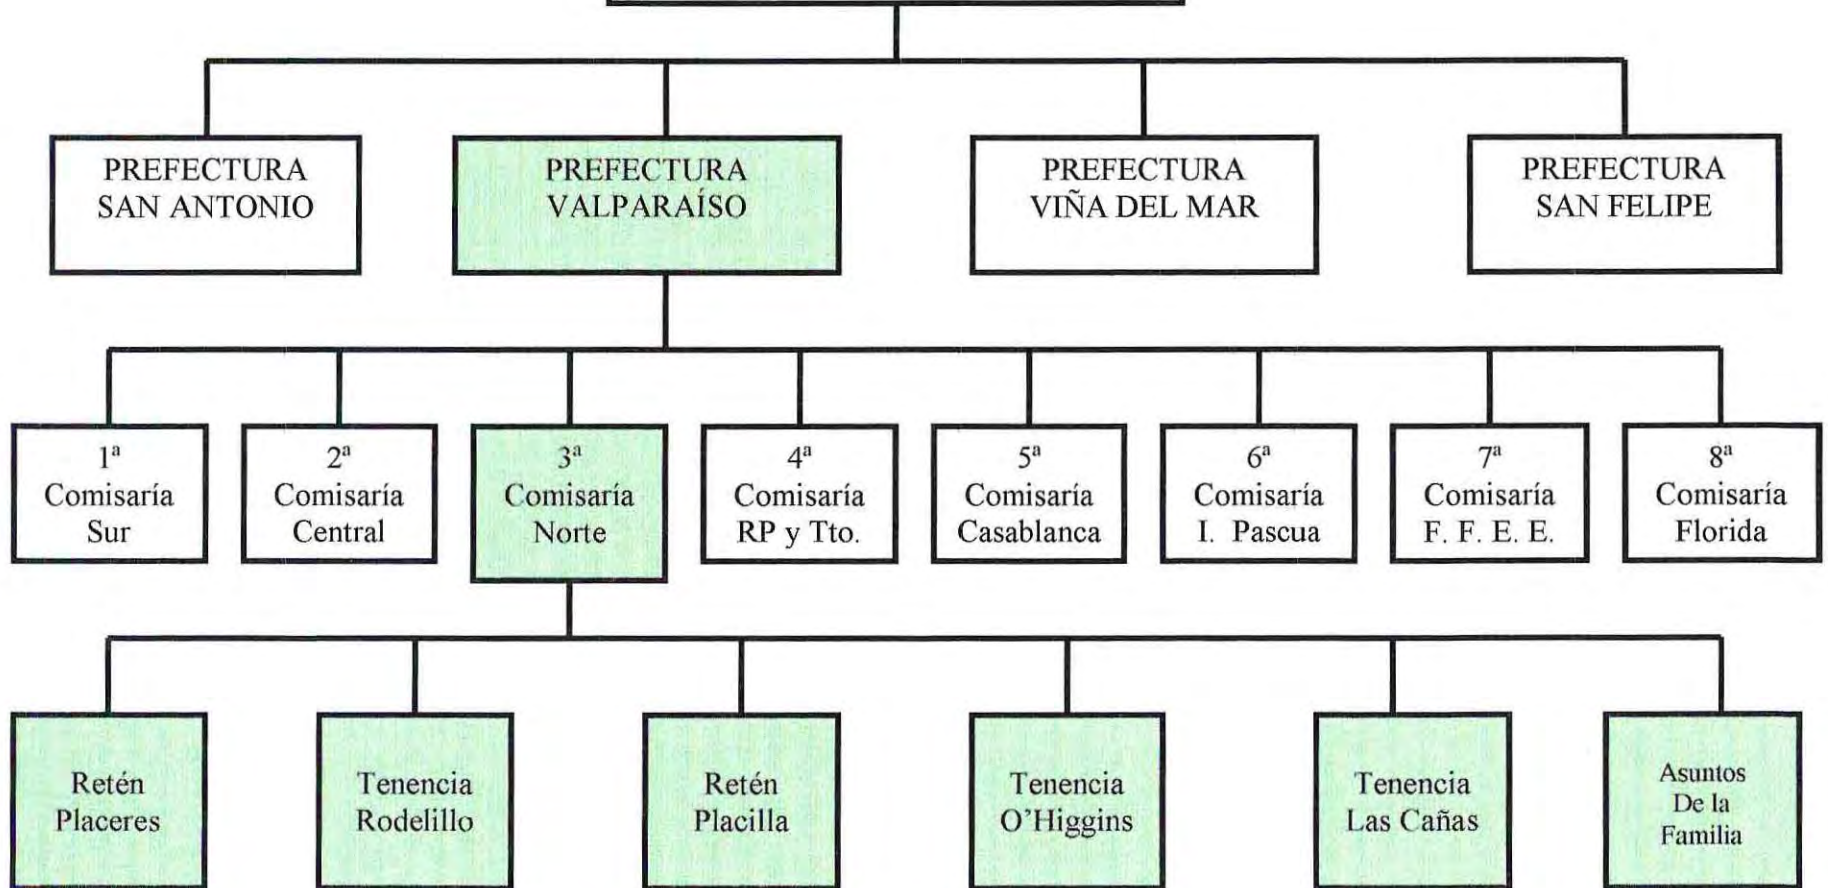 PREFECTURA
SAN ANTONIO
PREFECTURA
VALPARAÍSO
PREFECTURA
VIÑA DEL MAR
PREFECTURA
SAN FELIPE
1ª
Comisaría
Sur
2ª
Comisaría
Central
3ª
Comisaría
Norte
4ª
Comisaría
RP y Tto.
5ª
Comisaría
Casablanca
6ª
Comisaría
I. Pascua
7ª
Comisaría
F. F. E. E.
8ª
Comisaría
Florida
Retén
Placeres
Tenencia
Rodelillo
Retén
Placilla
Tenencia
O’Higgins
Tenencia
Las Cañas
Asuntos
De la
Familia